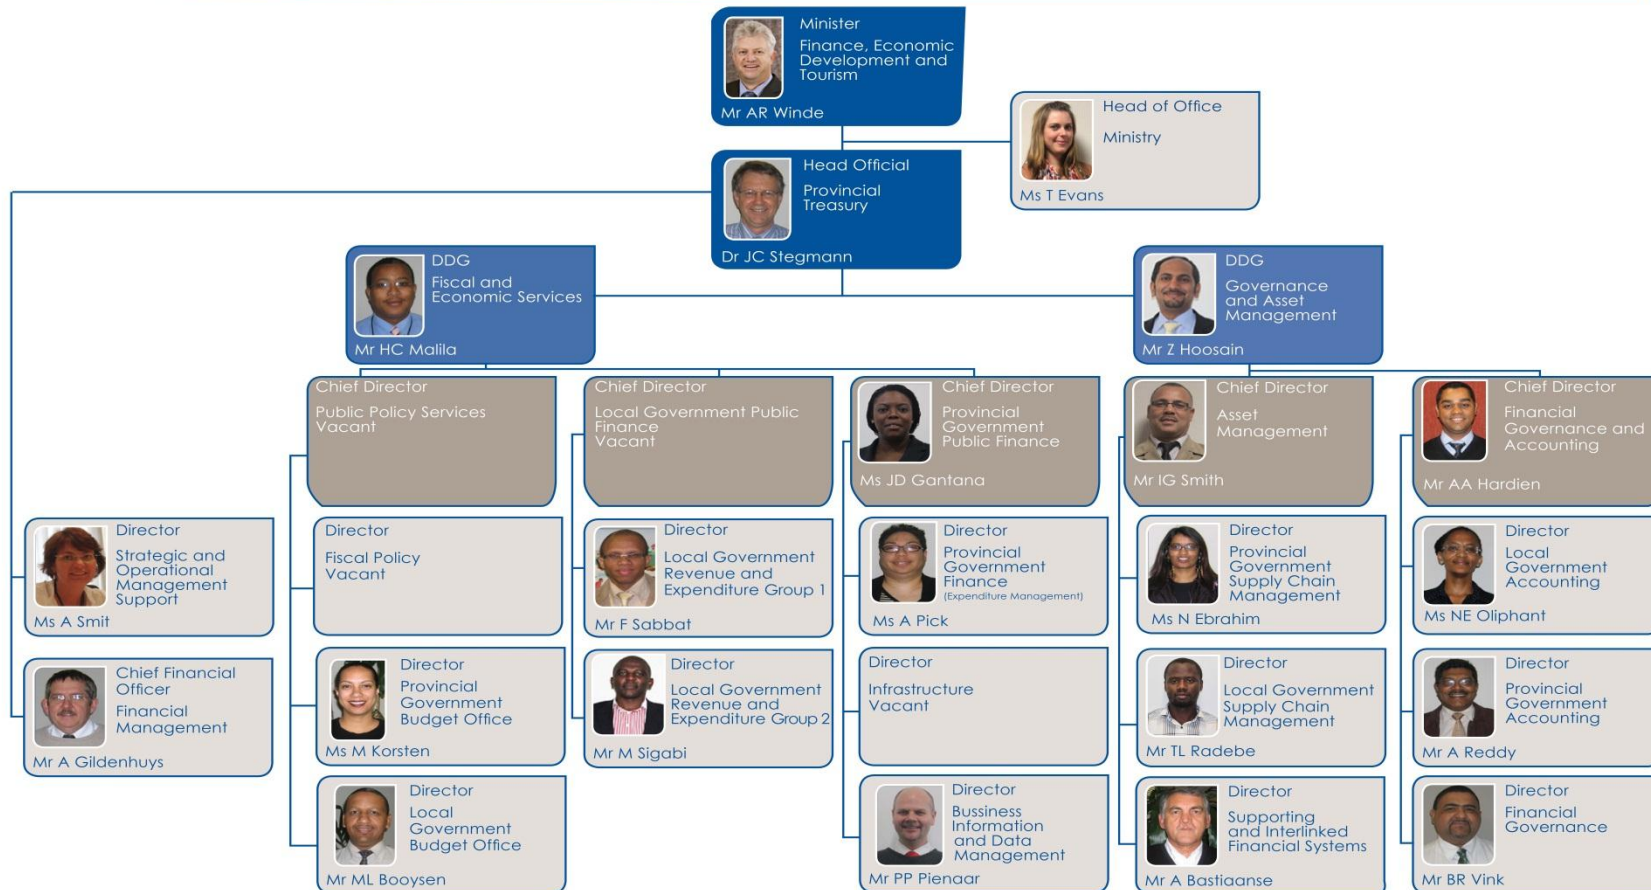 Minister
Finance, Economic
Development and
Tourism
Mr AR Winde
Head of Office
Ministry
Ms T Evans
Head Official
Provincial
Treasury
Dr JC Stegmann
DDG
Fiscal and
Economic Services
Mr HC Malila
DDG
Governance
and Asset
Management
Mr Z Hoosain
Chief Director
Public Policy Services
Vacant
Chief Director
Local Government Public
Finance
Vacant
Chief Director
Provincial
Government
Public Finance
Ms JD Gantana
Chief Director
Asset
Management
Mr IG Smith
Chief Director
Financial
Governance and
Accounting
Mr AA Hardien
Director
Strategic and
Operational
Management
Support
Ms A Smit
Director
Fiscal Policy
Vacant
Director
Local Government
Revenue and
Expenditure Group 1
Mr F Sabbat
Director
Provincial
Government
Finance
(Expenditure Management)
Ms A Pick
Director
Provincial
Government
Supply Chain
Management
Ms N Ebrahim
Director
Local
Government
Accounting
Ms NE Oliphant
Chief Financial
Officer
Financial
Management
Mr A Gildenhuys
Director
Provincial
Government
Budget Office
Ms M Korsten
Director
Local Government
Revenue and
Expenditure Group 2
Mr M Sigabi
Director
Infrastructure
Vacant
Director
Local Government
Supply Chain
Management
Mr TL Radebe
Director
Provincial
Government
Accounting
Mr A Reddy
Director
Local
Government
Budget Office
Mr ML Booysen
Director
Bussiness
Information
and Data
Management
Mr PP Pienaar
Director
Supporting
and Interlinked
Financial Systems
Mr A Bastiaanse
Director
Financial
Governance
Mr BR Vink